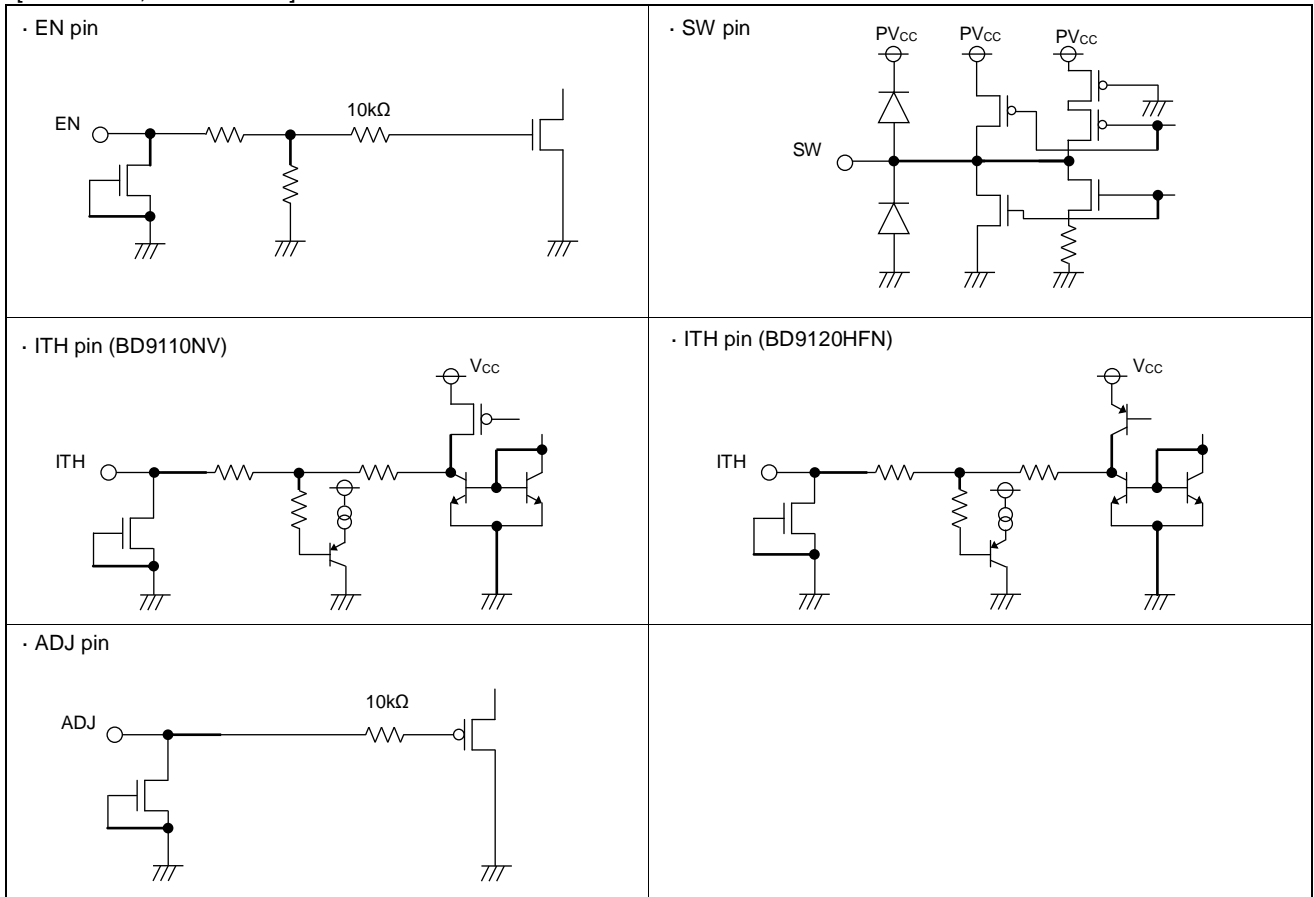 · EN pin
EN
10kΩ
· SW pin
PVCC PVCC PVCC
SW
· ITH pin (BD9110NV)
VCC
ITH
· ITH pin (BD9120HFN)
VCC
ITH
· ADJ pin
ADJ
10kΩ